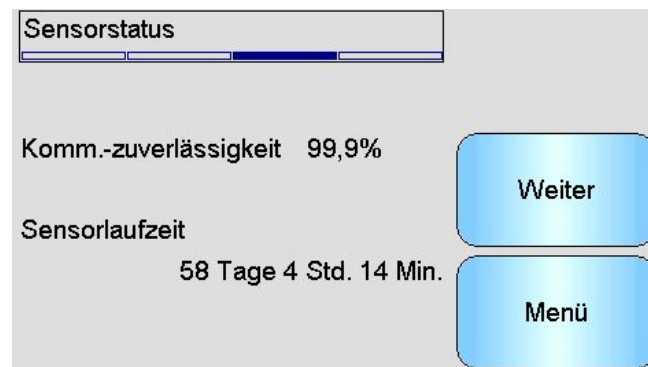 Sensorstatus
Komm.-zuverlässigkeit 99,9%
Weiter
Sensorlaufzeit
58 Tage 4 Std. 14 Min.
Menü